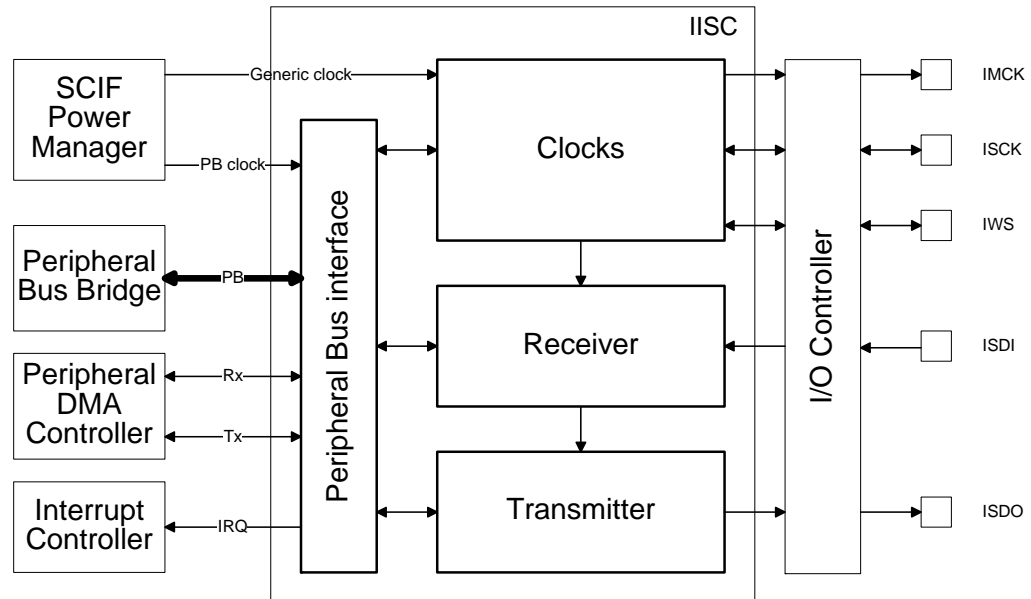 IISC
SCIF
Power
Manager
Generic clock
PB clock
Peripheral
Bus Bridge
PB
Peripheral
DMA
Controller
Rx
Tx
Interrupt
Controller
IRQ
Peripheral Bus interface
Clocks
Receiver
Transmitter
I/O Controller
IMCK
ISCK
IWS
ISDI
ISDO